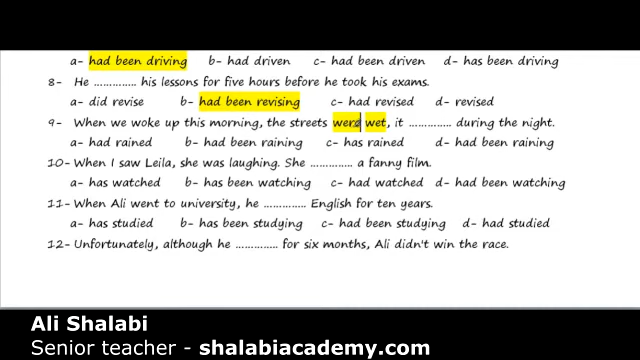 a- had been driving b- had driven c- had been driven d- has been driving
8- He ............. his lessons for five hours before he took his exams.
a- did revise b- had been revising c- had revised d- revised
9- When we woke up this morning, the streets were wet, it ............. during the night.
a- had rained b- had been raining c- has rained d- had been raining
10- When I saw Leila, she was laughing. She ............. a fanny film.
a- has watched b- has been watching c- had watched d- had been watching
11- When Ali went to university, he ............. English for ten years.
a- has studied b- has been studying c- had been studying d- had studied
12- Unfortunately, although he ............. for six months, Ali didn't win the race.
Ali Shalabi
Senior teacher - shalabiacademy.com